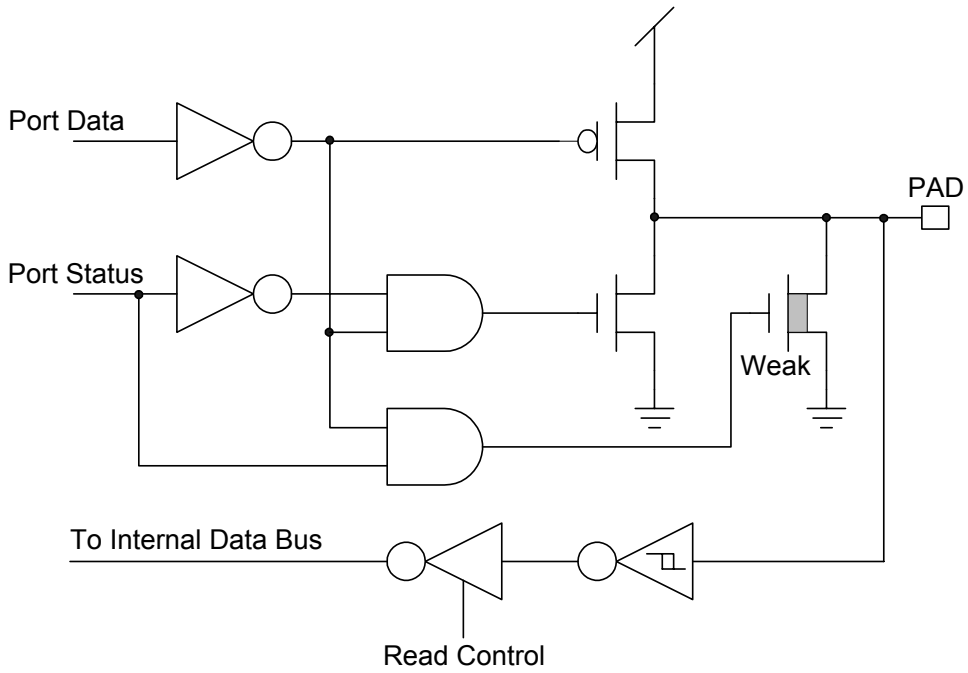 Port Data
PAD
Port Status
Weak
To Internal Data Bus
Read Control